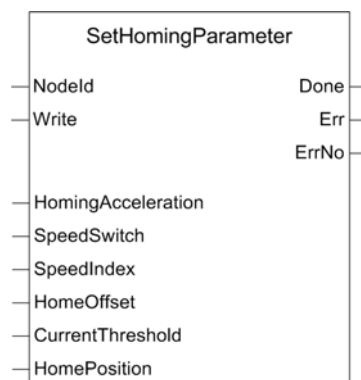 SetHomingParameter
NodeId Done
Write Err
ErrNo
HomingAcceleration
SpeedSwitch
SpeedIndex
HomeOffset
CurrentThreshold
HomePosition